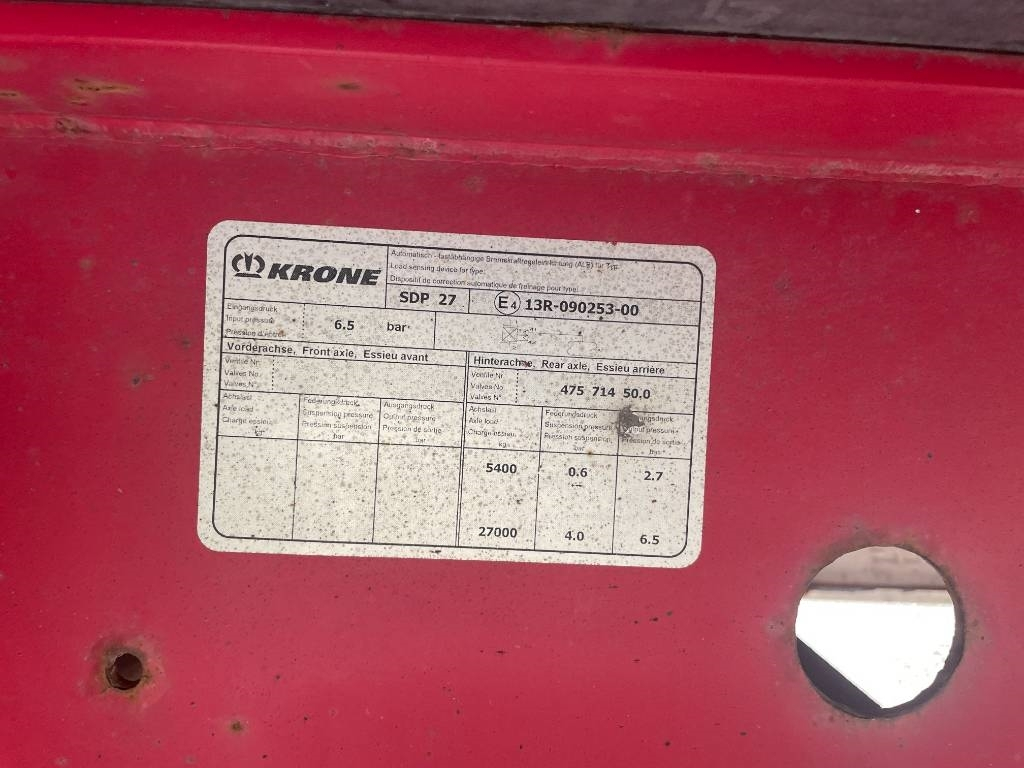 KRONE
Automatisch - lastabhängige Bremskraftregeleinrichtung (ALB) für Typ:
Load sensing device for type:
Dispositif de correction automatique de freinage pour type:
SDP 27
E4 13R-090253-00
Eingangsdruck
Input pressure
Pression d'entrée
6.5 bar
Vorderachse, Front axle, Essieu avant
Ventile Nr.
Valves No.
Valves N°
Achslast
Axle load
Charge essieu
Federungsdruck
Suspension pressure
Pression suspension
bar
Ausgangsdruck
Output pressure
Pression de sortie
bar
Hinterachse, Rear axle, Essieu arrière
Ventile Nr.
Valves No.
Valves N°
475 714 50.0
Achslast
Axle load
Charge essieu
kg
Federungsdruck
Suspension pressure
Pression suspension
bar
pressure
Pression de sortie
bar
5400 0.6 2.7
27000 4.0 6.5